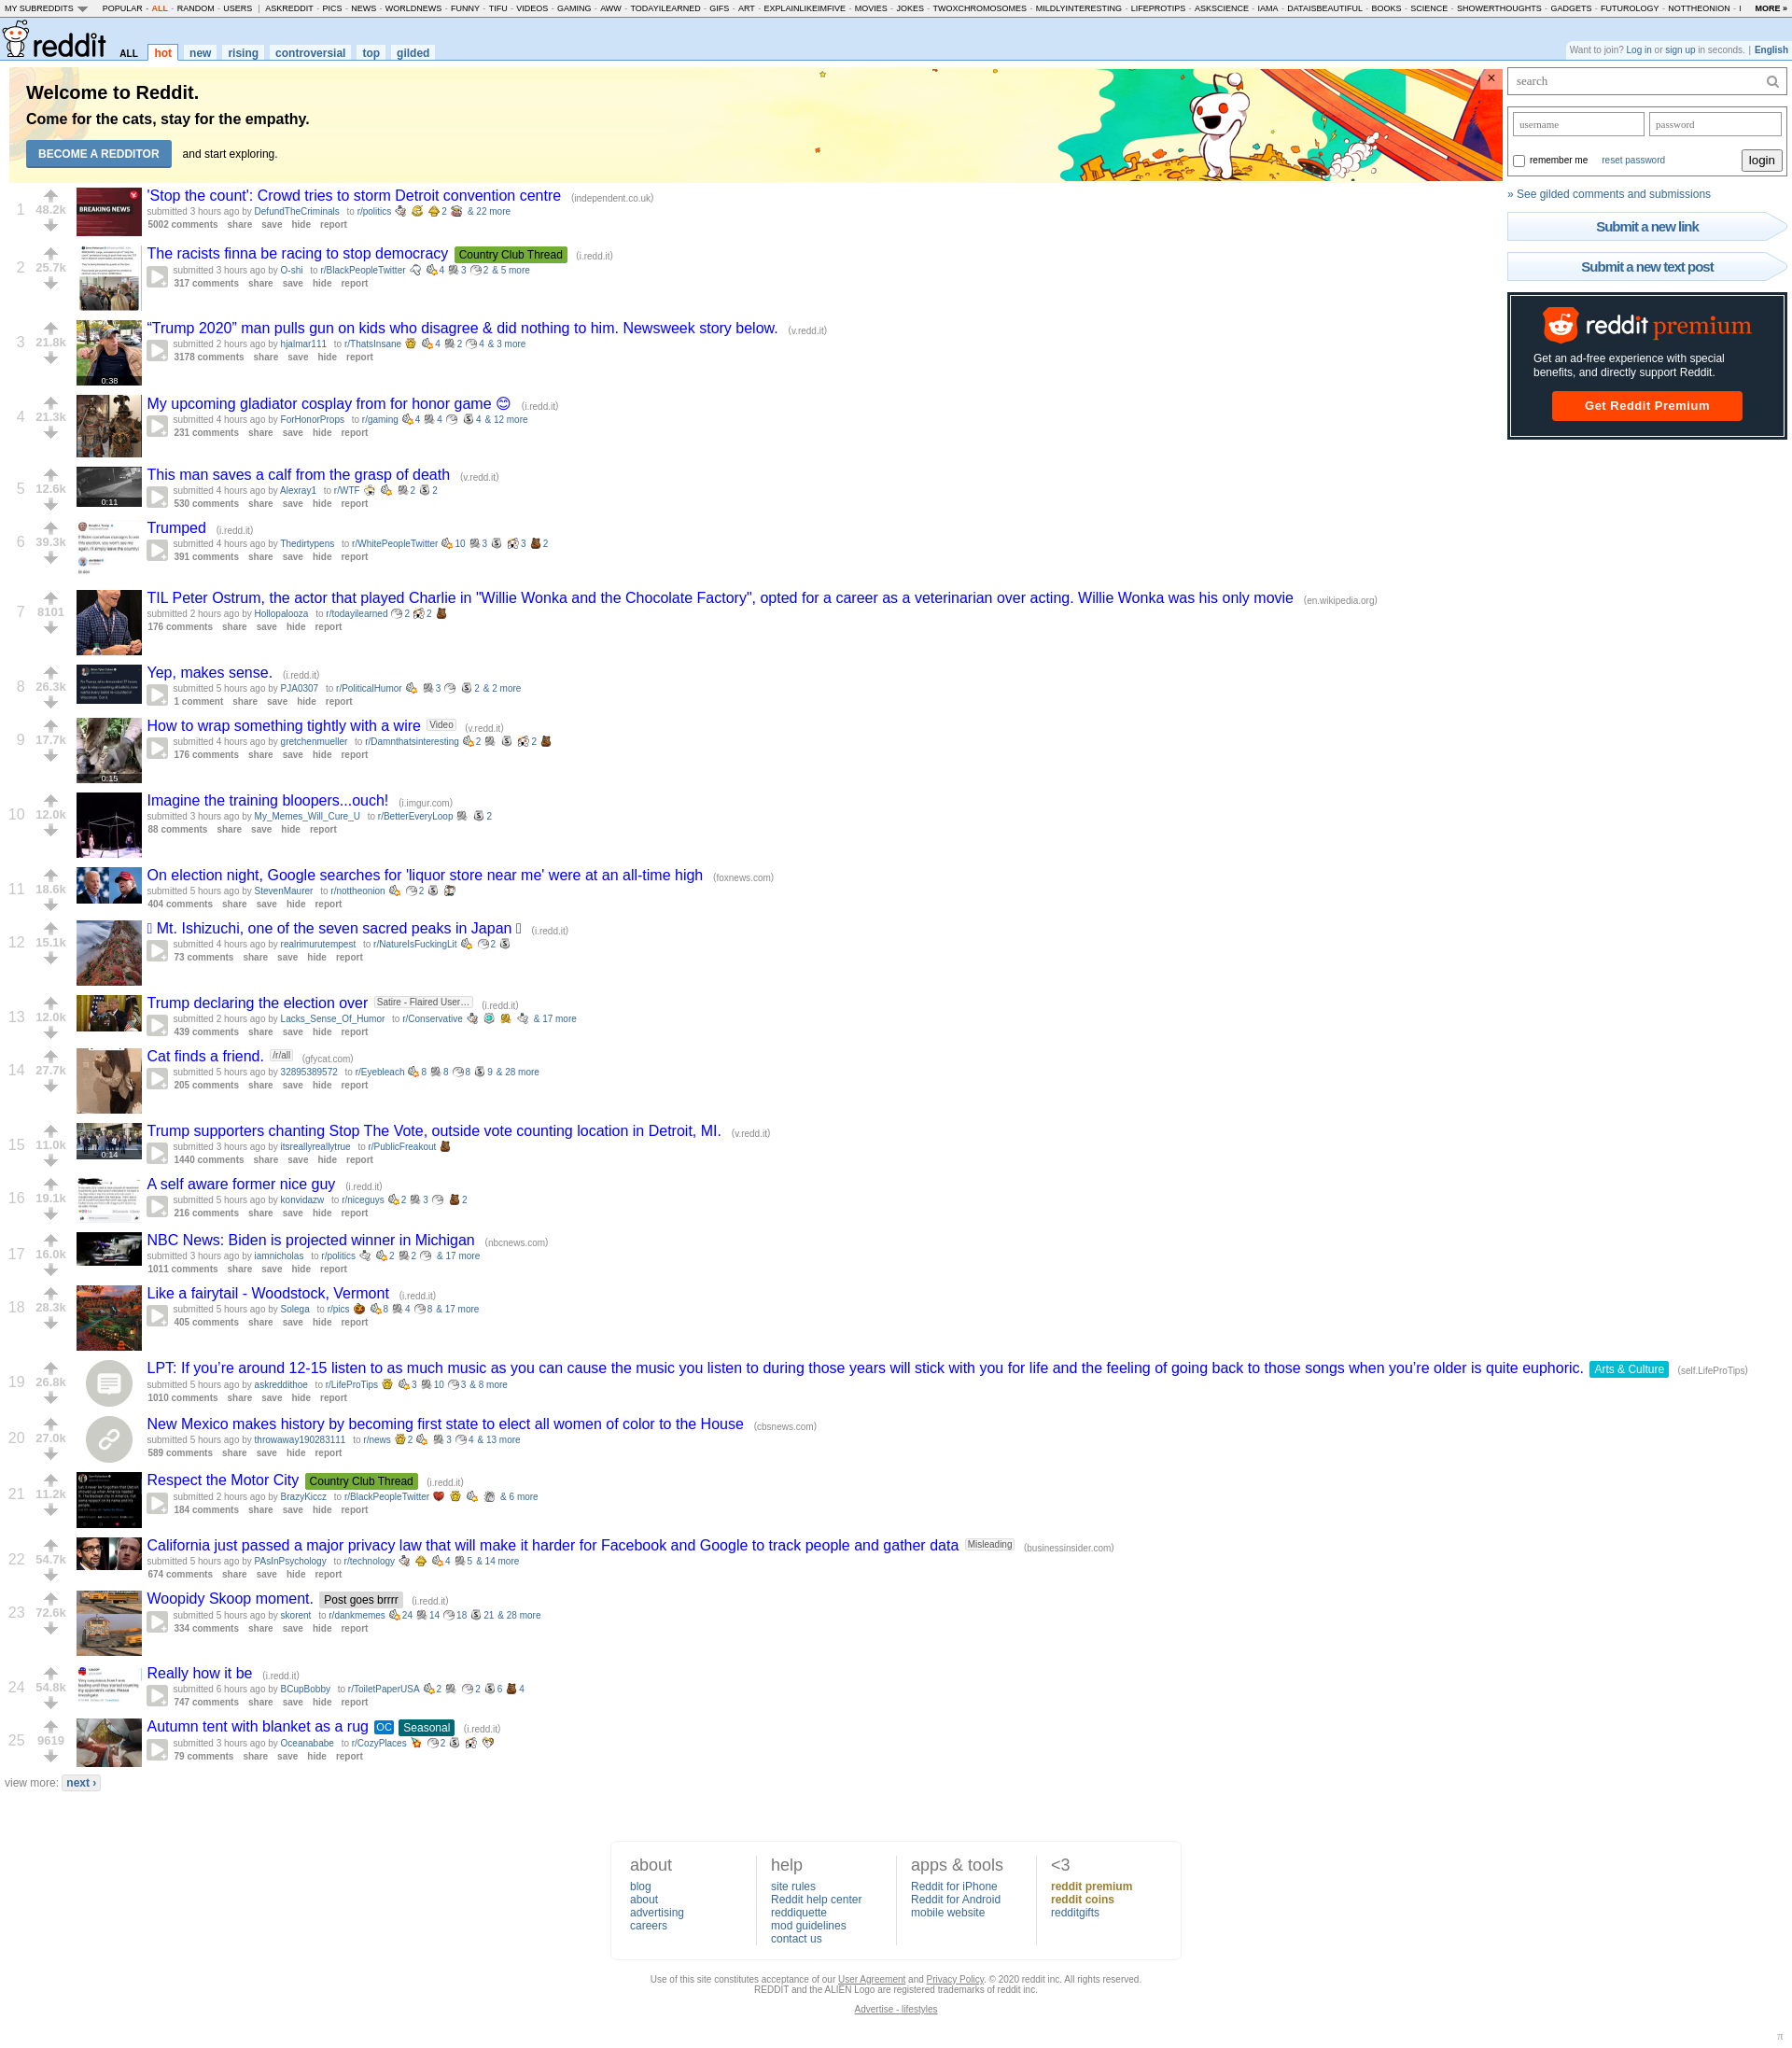 MY SUBREDDITS POPULAR - ALL - RANDOM - USERS | ASKREDDIT - PICS - NEWS - WORLDNEWS - FUNNY - TIFU - VIDEOS - GAMING - AWW - TODAYILEARNED - GIFS - ART - EXPLAINLIKEIMFIVE - MOVIES - JOKES - TWOXCHROMOSOMES - MILDLYINTERESTING - LIFEPROTIPS - ASKSCIENCE - IAMA - DATAISBEAUTIFUL - BOOKS - SCIENCE - SHOWERTHOUGHTS - GADGETS - FUTUROLOGY - NOTTHEONION - MORE »
reddit ALL hot new rising controversial top gilded
Want to join? Log in or sign up in seconds. | English
Welcome to Reddit.
Come for the cats, stay for the empathy.
BECOME A REDDITOR and start exploring.
search
username password
remember me reset password login
» See gilded comments and submissions
Submit a new link
Submit a new text post
reddit premium
Get an ad-free experience with special
benefits, and directly support Reddit.
Get Reddit Premium
1 48.2k BREAKING NEWS
'Stop the count': Crowd tries to storm Detroit convention centre (independent.co.uk)
submitted 3 hours ago by DefundTheCriminals to r/politics 2 & 22 more
5002 comments share save hide report
2 25.7k
The racists finna be racing to stop democracy Country Club Thread (i.redd.it)
submitted 3 hours ago by O-shi to r/BlackPeopleTwitter 4 3 2 & 5 more
317 comments share save hide report
3 21.8k 0:38
“Trump 2020” man pulls gun on kids who disagree & did nothing to him. Newsweek story below. (v.redd.it)
submitted 2 hours ago by hjalmar111 to r/ThatsInsane 4 2 4 & 3 more
3178 comments share save hide report
4 21.3k
My upcoming gladiator cosplay from for honor game 😊 (i.redd.it)
submitted 4 hours ago by ForHonorProps to r/gaming 4 4 4 & 12 more
231 comments share save hide report
5 12.6k 0:11
This man saves a calf from the grasp of death (v.redd.it)
submitted 4 hours ago by Alexray1 to r/WTF 2 2
530 comments share save hide report
6 39.3k
Trumped (i.redd.it)
submitted 4 hours ago by Thedirtypens to r/WhitePeopleTwitter 10 3 3 2
391 comments share save hide report
7 8101
TIL Peter Ostrum, the actor that played Charlie in "Willie Wonka and the Chocolate Factory", opted for a career as a veterinarian over acting. Willie Wonka was his only movie (en.wikipedia.org)
submitted 2 hours ago by Hollopalooza to r/todayilearned 2 2
176 comments share save hide report
8 26.3k
Yep, makes sense. (i.redd.it)
submitted 5 hours ago by PJA0307 to r/PoliticalHumor 3 2 & 2 more
1 comment share save hide report
9 17.7k 0:15
How to wrap something tightly with a wire Video (v.redd.it)
submitted 4 hours ago by gretchenmueller to r/Damnthatsinteresting 2 2
176 comments share save hide report
10 12.0k
Imagine the training bloopers...ouch! (i.imgur.com)
submitted 3 hours ago by My_Memes_Will_Cure_U to r/BetterEveryLoop 2
88 comments share save hide report
11 18.6k
On election night, Google searches for 'liquor store near me' were at an all-time high (foxnews.com)
submitted 5 hours ago by StevenMaurer to r/nottheonion 2
404 comments share save hide report
12 15.1k
Mt. Ishizuchi, one of the seven sacred peaks in Japan (i.redd.it)
submitted 4 hours ago by realrimurutempest to r/NatureIsFuckingLit 2
73 comments share save hide report
13 12.0k
Trump declaring the election over Satire - Flaired User… (i.redd.it)
submitted 2 hours ago by Lacks_Sense_Of_Humor to r/Conservative & 17 more
439 comments share save hide report
14 27.7k
Cat finds a friend. /r/all (gfycat.com)
submitted 5 hours ago by 32895389572 to r/Eyebleach 8 8 8 9 & 28 more
205 comments share save hide report
15 11.0k 0:14
Trump supporters chanting Stop The Vote, outside vote counting location in Detroit, MI. (v.redd.it)
submitted 3 hours ago by itsreallyreallytrue to r/PublicFreakout
1440 comments share save hide report
16 19.1k
A self aware former nice guy (i.redd.it)
submitted 5 hours ago by konvidazw to r/niceguys 2 3 2
216 comments share save hide report
17 16.0k
NBC News: Biden is projected winner in Michigan (nbcnews.com)
submitted 3 hours ago by iamnicholas to r/politics 2 2 & 17 more
1011 comments share save hide report
18 28.3k
Like a fairytail - Woodstock, Vermont (i.redd.it)
submitted 5 hours ago by Solega to r/pics 8 4 8 & 17 more
405 comments share save hide report
19 26.8k
LPT: If you’re around 12-15 listen to as much music as you can cause the music you listen to during those years will stick with you for life and the feeling of going back to those songs when you’re older is quite euphoric. Arts & Culture (self.LifeProTips)
submitted 5 hours ago by askreddithoe to r/LifeProTips 3 10 3 & 8 more
1010 comments share save hide report
20 27.0k
New Mexico makes history by becoming first state to elect all women of color to the House (cbsnews.com)
submitted 5 hours ago by throwaway190283111 to r/news 2 3 4 & 13 more
589 comments share save hide report
21 11.2k
Respect the Motor City Country Club Thread (i.redd.it)
submitted 2 hours ago by BrazyKiccz to r/BlackPeopleTwitter & 6 more
184 comments share save hide report
22 54.7k
California just passed a major privacy law that will make it harder for Facebook and Google to track people and gather data Misleading (businessinsider.com)
submitted 5 hours ago by PAsInPsychology to r/technology 4 5 & 14 more
674 comments share save hide report
23 72.6k
Woopidy Skoop moment. Post goes brrrr (i.redd.it)
submitted 5 hours ago by skorent to r/dankmemes 24 14 18 21 & 28 more
334 comments share save hide report
24 54.8k
Really how it be (i.redd.it)
submitted 6 hours ago by BCupBobby to r/ToiletPaperUSA 2 2 6 4
747 comments share save hide report
25 9619
Autumn tent with blanket as a rug OC Seasonal (i.redd.it)
submitted 3 hours ago by Oceanababe to r/CozyPlaces 2
79 comments share save hide report
view more: next ›
about
blog
about
advertising
careers
help
site rules
Reddit help center
reddiquette
mod guidelines
contact us
apps & tools
Reddit for iPhone
Reddit for Android
mobile website
<3
reddit premium
reddit coins
redditgifts
Use of this site constitutes acceptance of our User Agreement and Privacy Policy. © 2020 reddit inc. All rights reserved.
REDDIT and the ALIEN Logo are registered trademarks of reddit inc.
Advertise - lifestyles
π